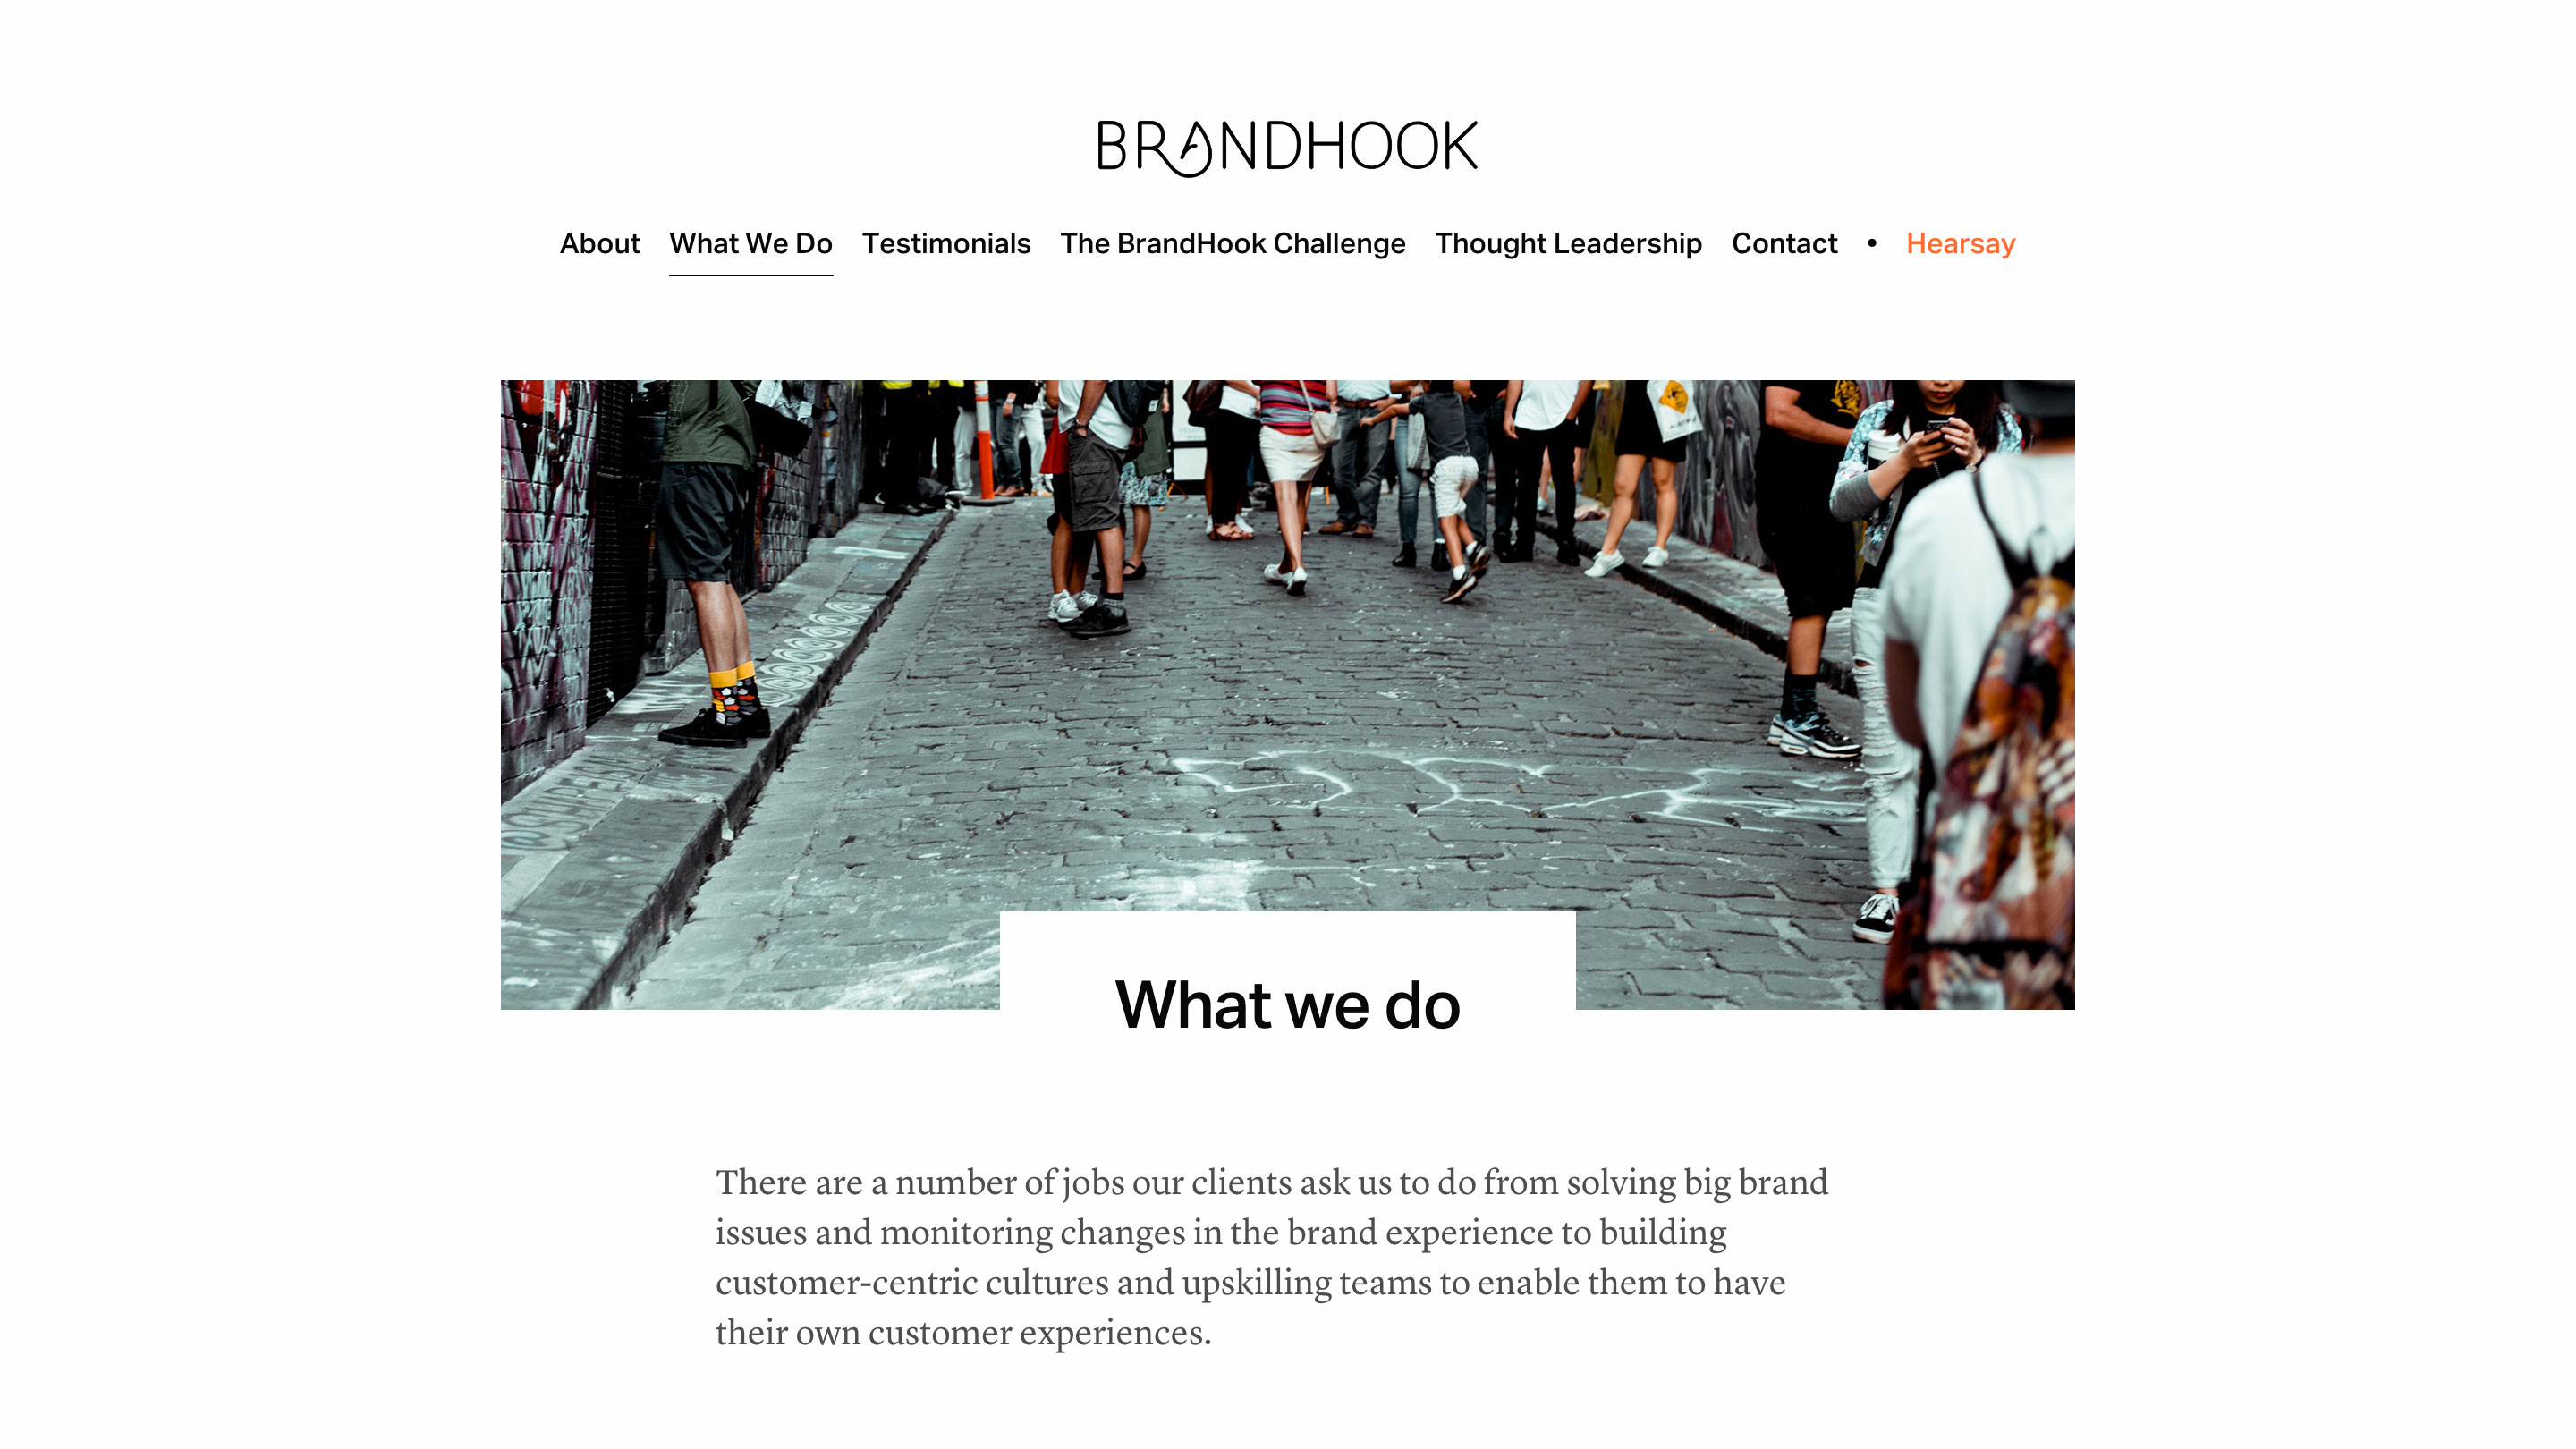 BRANDHOOK
About What We Do Testimonials The BrandHook Challenge Thought Leadership Contact • Hearsay
What we do
There are a number of jobs our clients ask us to do from solving big brand
issues and monitoring changes in the brand experience to building
customer-centric cultures and upskilling teams to enable them to have
their own customer experiences.